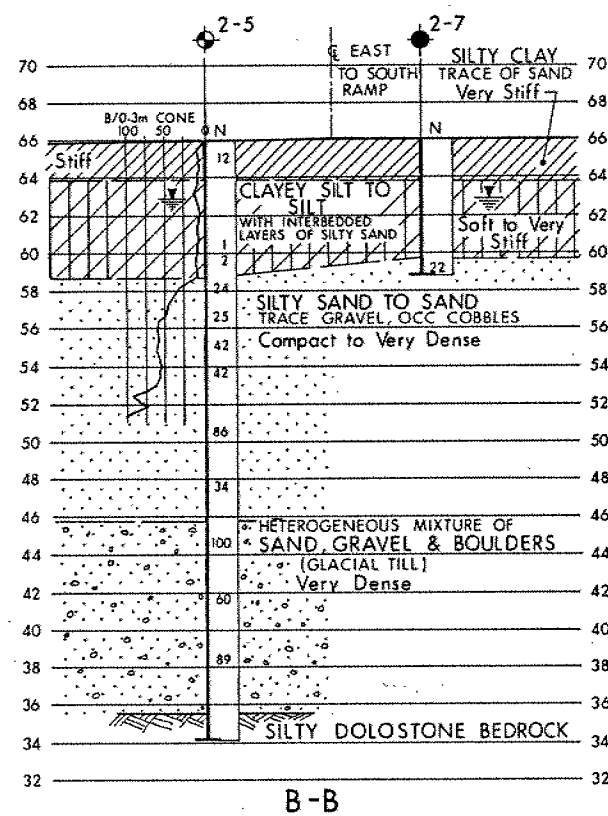 2-5
2-7
℄ EAST
TO SOUTH
RAMP
SILTY CLAY
TRACE OF SAND
Very Stiff
70
70
68
68
B/0-3m CONE
100 50 0 N
N
66
66
Stiff
12
64
64
CLAYEY SILT TO
SILT
WITH INTERBEDDED
LAYERS OF SILTY SAND
Soft to Very
Stiff
62
62
1
60
60
2
22
58
24
58
SILTY SAND TO SAND
TRACE GRAVEL, OCC COBBLES
Compact to Very Dense
56
25
56
42
54
54
42
52
52
86
50
50
48
48
34
46
46
HETEROGENEOUS MIXTURE OF
SAND, GRAVEL & BOULDERS
(GLACIAL TILL)
Very Dense
100
44
44
42
42
60
40
40
89
38
38
36
36
SILTY DOLOSTONE BEDROCK
34
34
32
32
B-B